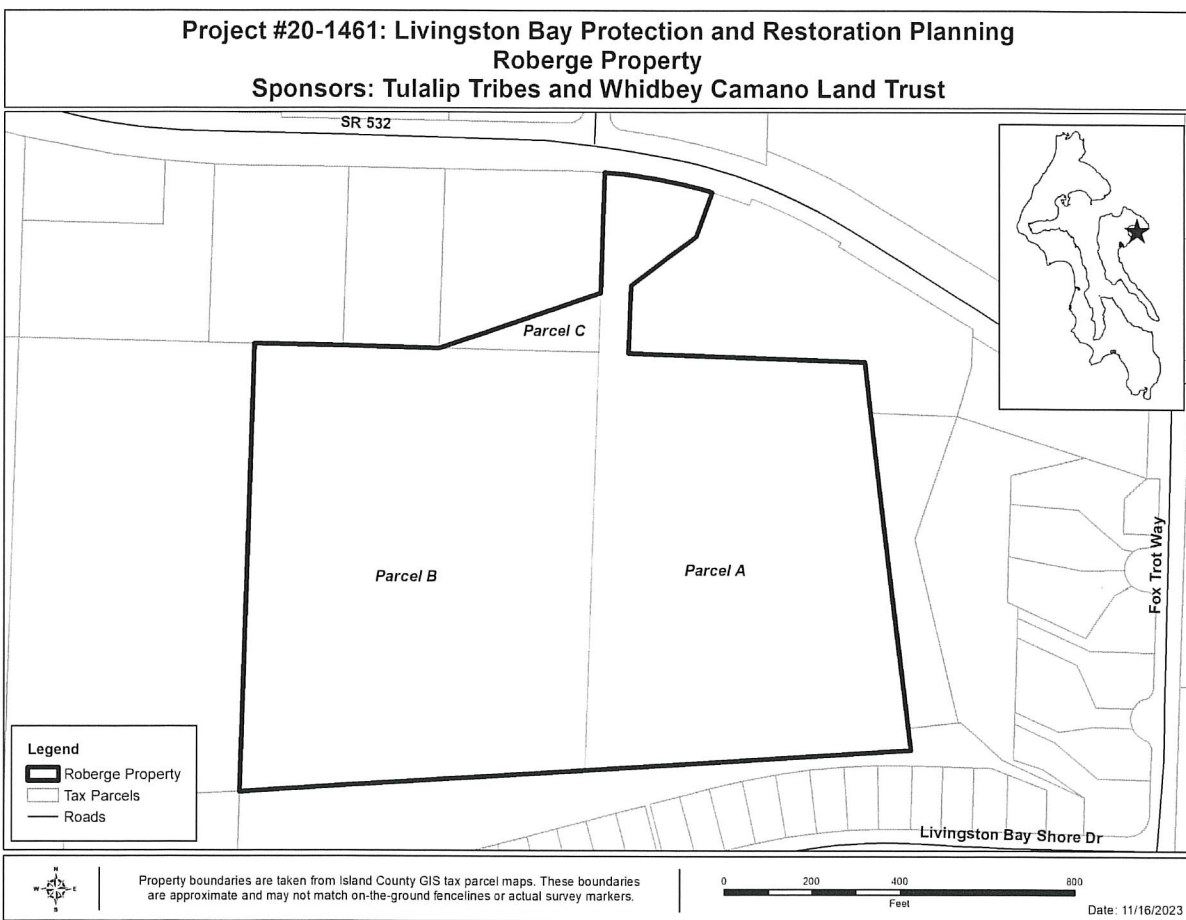 Project #20-1461: Livingston Bay Protection and Restoration Planning
Roberge Property
Sponsors: Tulalip Tribes and Whidbey Camano Land Trust
SR 532
Parcel C
Parcel B
Parcel A
Fox Trot Way
Livingston Bay Shore Dr
Legend
Roberge Property
Tax Parcels
Roads
N
W
E
S
Property boundaries are taken from Island County GIS tax parcel maps. These boundaries
are approximate and may not match on-the-ground fencelines or actual survey markers.
0 200 400 800
Feet
Date: 11/16/2023